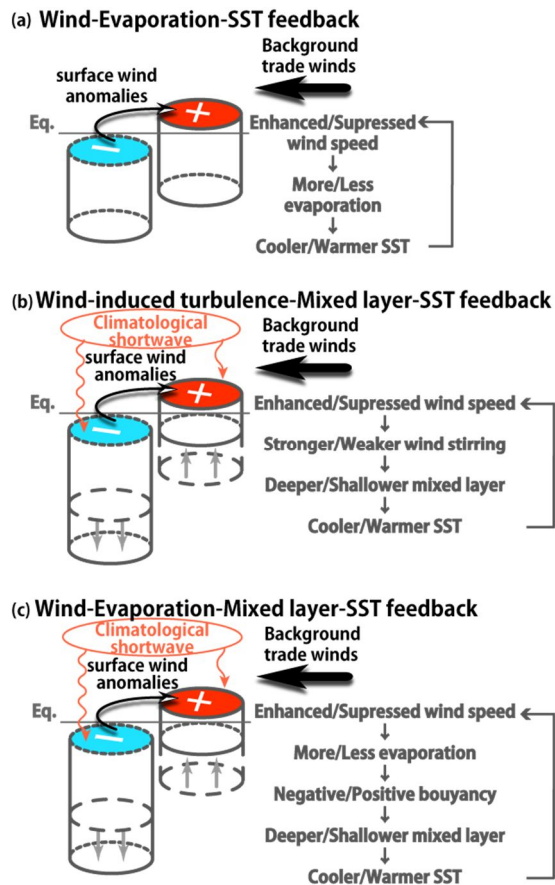 (a) Wind-Evaporation-SST feedback
Background
trade winds
surface wind
anomalies
Eq.
+
−
Enhanced/Supressed
wind speed
More/Less
evaporation
Cooler/Warmer SST
(b) Wind-induced turbulence-Mixed layer-SST feedback
Climatological
shortwave
Background
trade winds
surface wind
anomalies
Eq.
+
−
Enhanced/Supressed wind speed
Stronger/Weaker wind stirring
Deeper/Shallower mixed layer
Cooler/Warmer SST
(c) Wind-Evaporation-Mixed layer-SST feedback
Climatological
shortwave
Background
trade winds
surface wind
anomalies
Eq.
+
−
Enhanced/Supressed wind speed
More/Less evaporation
Negative/Positive bouyancy
Deeper/Shallower mixed layer
Cooler/Warmer SST